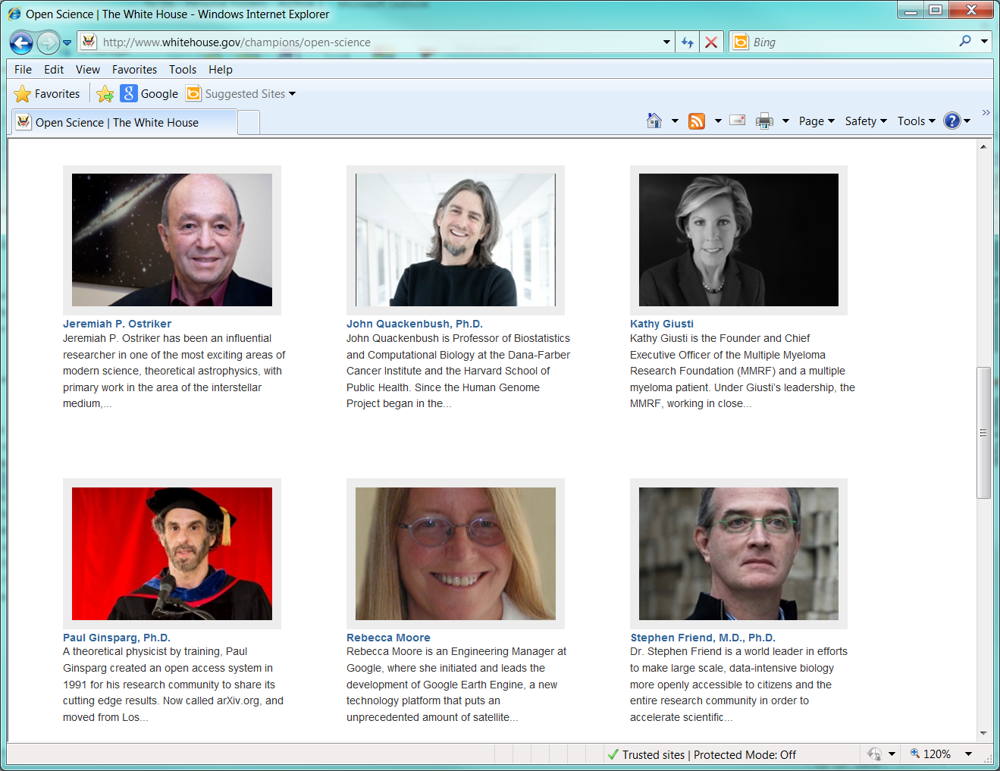 Open Science | The White House - Windows Internet Explorer
http://www.whitehouse.gov/champions/open-science
Bing
File Edit View Favorites Tools Help
Favorites Google Suggested Sites
Open Science | The White House
Page Safety Tools
Jeremiah P. Ostriker
Jeremiah P. Ostriker has been an influential
researcher in one of the most exciting areas of
modern science, theoretical astrophysics, with
primary work in the area of the interstellar
medium,...
John Quackenbush, Ph.D.
John Quackenbush is Professor of Biostatistics
and Computational Biology at the Dana-Farber
Cancer Institute and the Harvard School of
Public Health. Since the Human Genome
Project began in the...
Kathy Giusti
Kathy Giusti is the Founder and Chief
Executive Officer of the Multiple Myeloma
Research Foundation (MMRF) and a multiple
myeloma patient. Under Giusti's leadership, the
MMRF, working in close...
Paul Ginsparg, Ph.D.
A theoretical physicist by training, Paul
Ginsparg created an open access system in
1991 for his research community to share its
cutting edge results. Now called arXiv.org, and
moved from Los...
Rebecca Moore
Rebecca Moore is an Engineering Manager at
Google, where she initiated and leads the
development of Google Earth Engine, a new
technology platform that puts an
unprecedented amount of satellite...
Stephen Friend, M.D., Ph.D.
Dr. Stephen Friend is a world leader in efforts
to make large scale, data-intensive biology
more openly accessible to citizens and the
entire research community in order to
accelerate scientific...
Trusted sites | Protected Mode: Off
120%